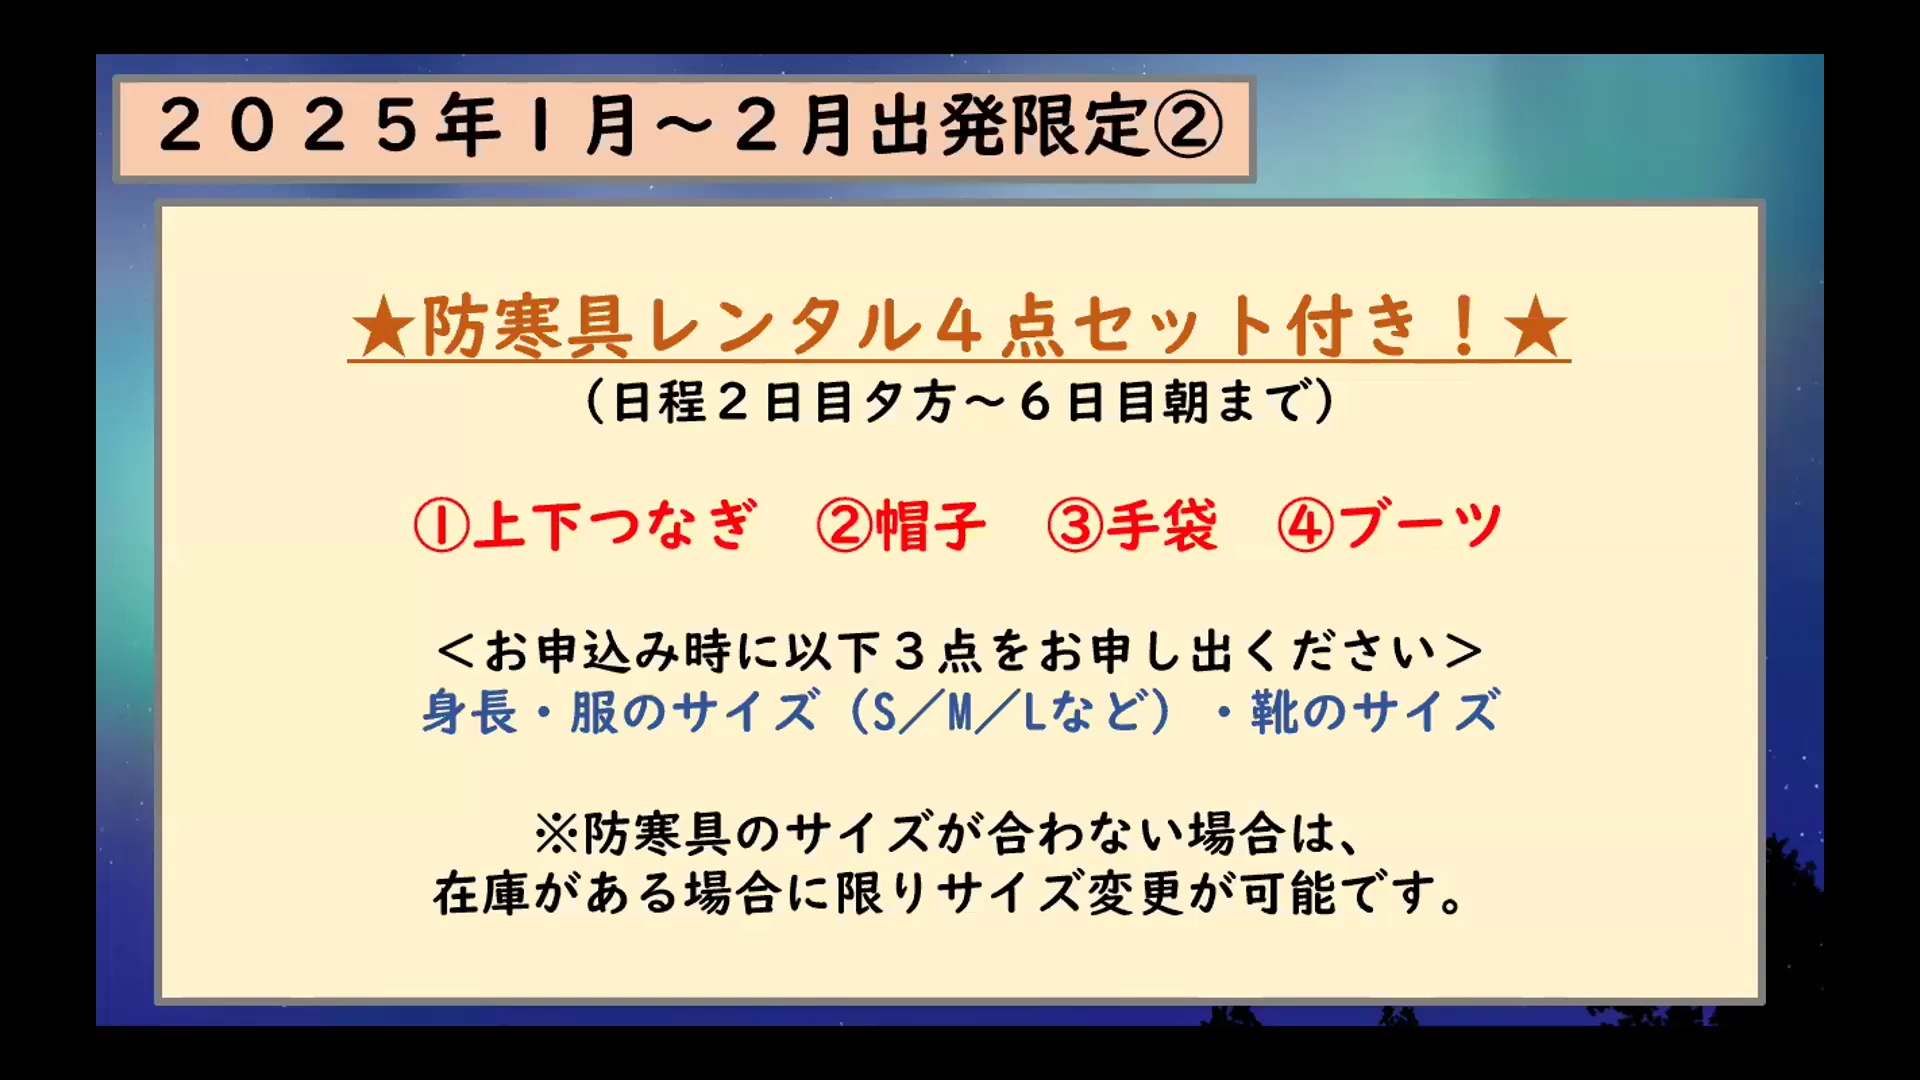 ２０２５年１月～２月出発限定②
★防寒具レンタル４点セット付き！★
（日程２日目夕方～６日目朝まで）
①上下つなぎ　②帽子　③手袋　④ブーツ
＜お申込み時に以下３点をお申し出ください＞
身長・服のサイズ（S／M／Lなど）・靴のサイズ
※防寒具のサイズが合わない場合は、
在庫がある場合に限りサイズ変更が可能です。